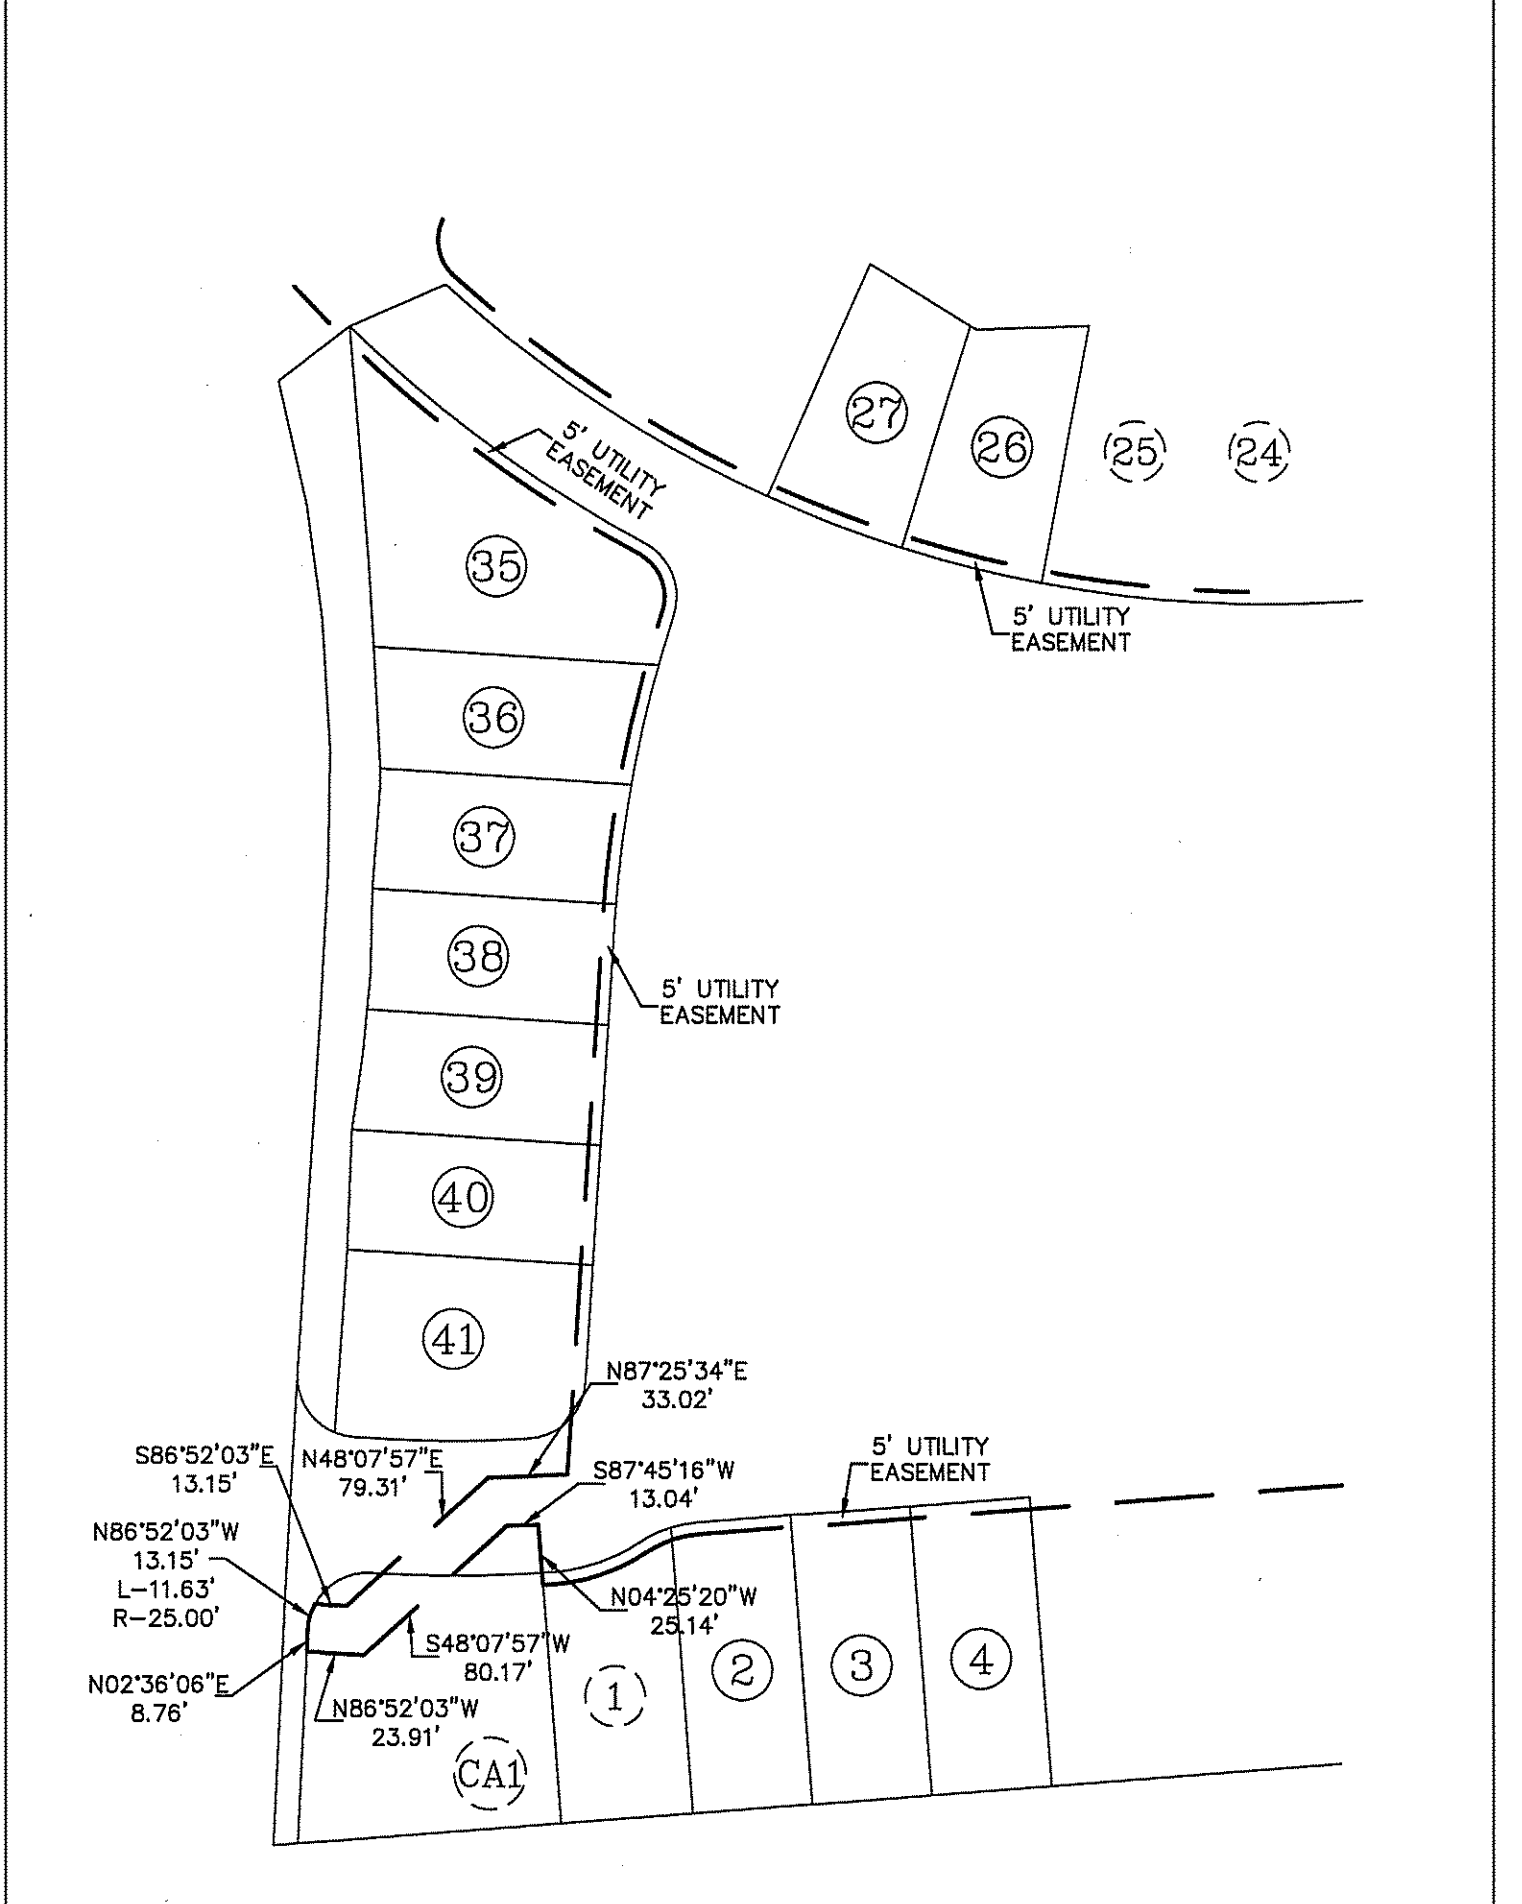 5' UTILITY
EASEMENT
27
26
25
24
35
5' UTILITY
EASEMENT
36
37
38
5' UTILITY
EASEMENT
39
40
41
N87°25'34"E
33.02'
S86°52'03"E
13.15'
N48°07'57"E
79.31'
S87°45'16"W
13.04'
5' UTILITY
EASEMENT
N86°52'03"W
13.15'
L-11.63'
R-25.00'
N04°25'20"W
25.14'
S48°07'57"W
80.17'
N02°36'06"E
8.76'
N86°52'03"W
23.91'
1
2
3
4
CA1